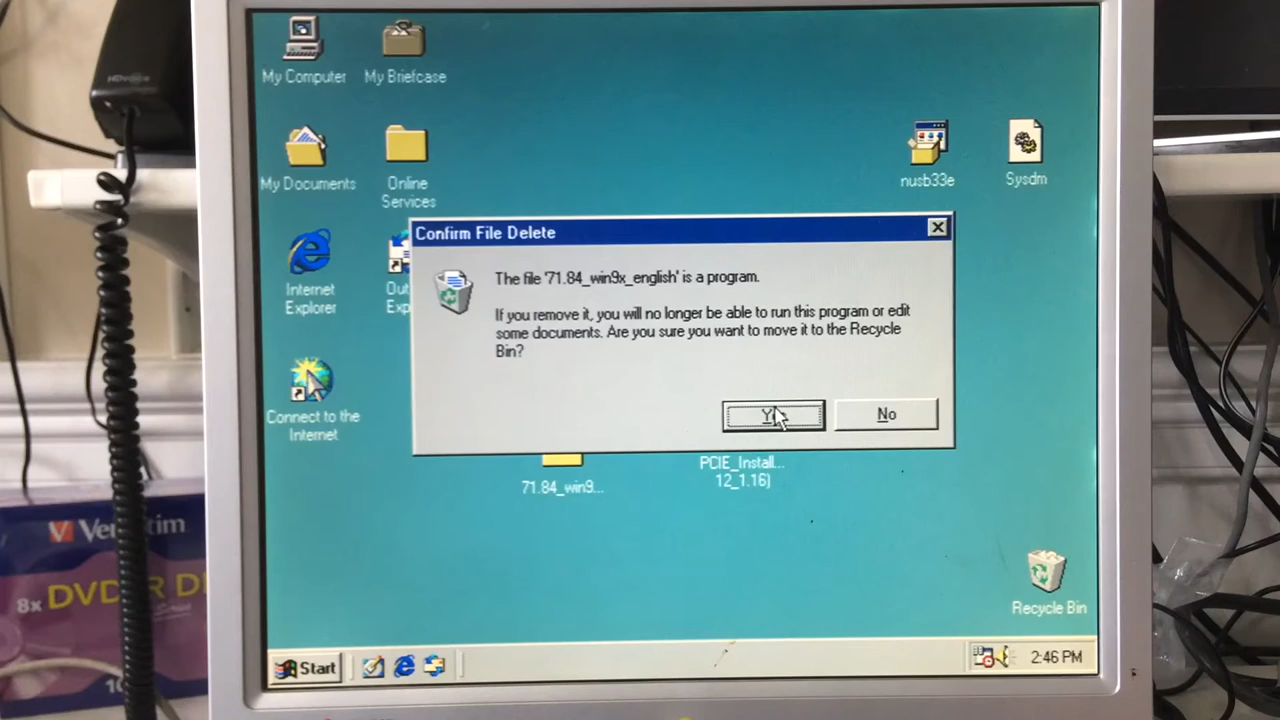 HDvoice
My Computer
My Briefcase
My Documents
Online
Services
nusb33e
Sysdm
Confirm File Delete
The file '71.84_win9x_english' is a program.
If you remove it, you will no longer be able to run this program or edit
some documents. Are you sure you want to move it to the Recycle
Bin?
No
Internet
Explorer
Out
Exp
Connect to the
Internet
71.84_win9...
PCIE_Install...
12_1.16)
Recycle Bin
Start
2:46 PM
8x